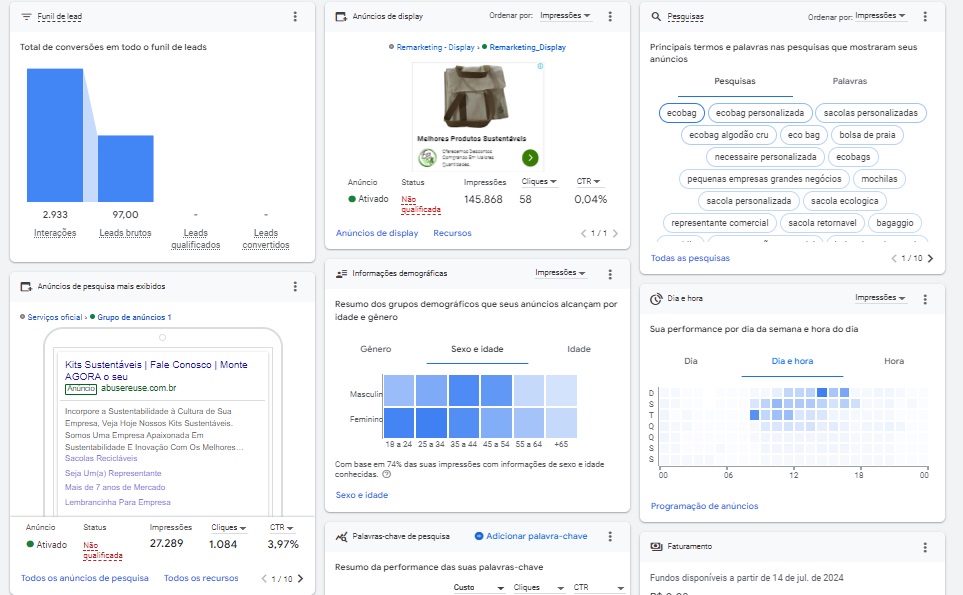 Funil de lead
Total de conversões em todo o funil de leads
2.933
97,00
-
-
Interações
Leads brutos
Leads qualificados
Leads convertidos
Anúncios de pesquisa mais exibidos
Serviços oficial › Grupo de anúncios 1
Kits Sustentáveis | Fale Conosco | Monte
AGORA o seu
Anúncio abusereuse.com.br
Incorpore a Sustentabilidade à Cultura de Sua
Empresa, Veja Hoje Nossos Kits Sustentáveis.
Somos Uma Empresa Apaixonada Em
Sustentabilidade E Inovação Com Os Melhores...
Sacolas Recicláveis
Seja Um(a) Representante
Mais de 7 anos de Mercado
Lembrancinha Para Empresa
Anúncio Status Impressões Cliques CTR
Ativado Não qualificada 27.289 1.084 3,97%
Todos os anúncios de pesquisa Todos os recursos 1 / 10
Anúncios de display Ordenar por: Impressões
Remarketing - Display › Remarketing_Display
Melhores Produtos Sustentáveis
Oferecemos Descontos
Comprando Em Maiores
Quantidades.
Anúncio Status Impressões Cliques CTR
Ativado Não qualificada 145.868 58 0,04%
Anúncios de display Recursos 1 / 1
Informações demográficas Impressões
Resumo dos grupos demográficos que seus anúncios alcançam por
idade e gênero
Gênero Sexo e idade Idade
Masculin
Feminino
18 a 24 25 a 34 35 a 44 45 a 54 55 a 64 +65
Com base em 74% das suas impressões com informações de sexo e idade
conhecidas.
Sexo e idade
Palavras-chave de pesquisa Adicionar palavra-chave
Resumo da performance das suas palavras-chave
Custo Cliques CTR
Pesquisas Ordenar por: Impressões
Principais termos e palavras nas pesquisas que mostraram seus
anúncios
Pesquisas Palavras
ecobag ecobag personalizada sacolas personalizadas
ecobag algodão cru eco bag bolsa de praia
necessaire personalizada ecobags
pequenas empresas grandes negócios mochilas
sacola personalizada sacola ecologica
representante comercial sacola retornavel bagaggio
Todas as pesquisas 1 / 10
Dia e hora Impressões
Sua performance por dia da semana e hora do dia
Dia Dia e hora Hora
D
S
T
Q
Q
S
S
00 06 12 18 00
Programação de anúncios
Faturamento
Fundos disponíveis a partir de 14 de jul. de 2024